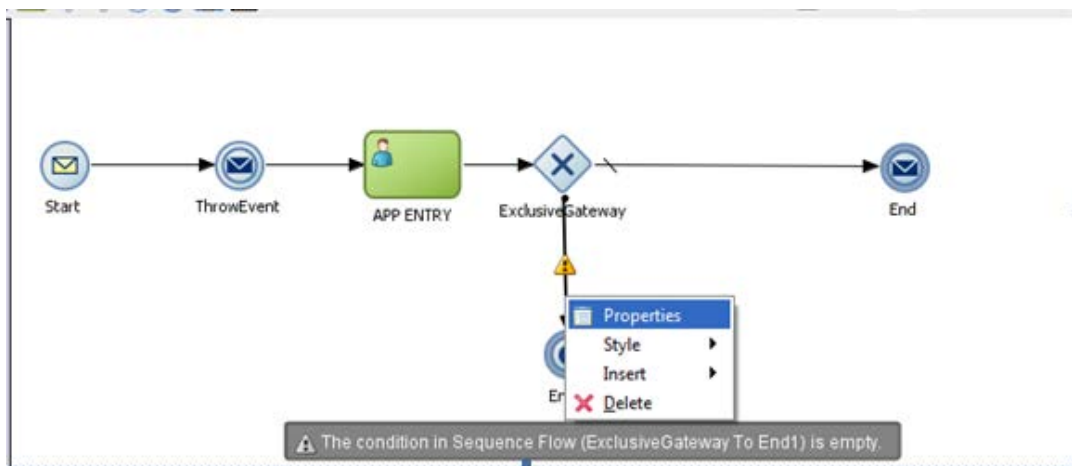 Start
ThrowEvent
APP ENTRY
ExclusiveGateway
End
Properties
Style
Insert
Delete
The condition in Sequence Flow (ExclusiveGateway To End1) is empty.